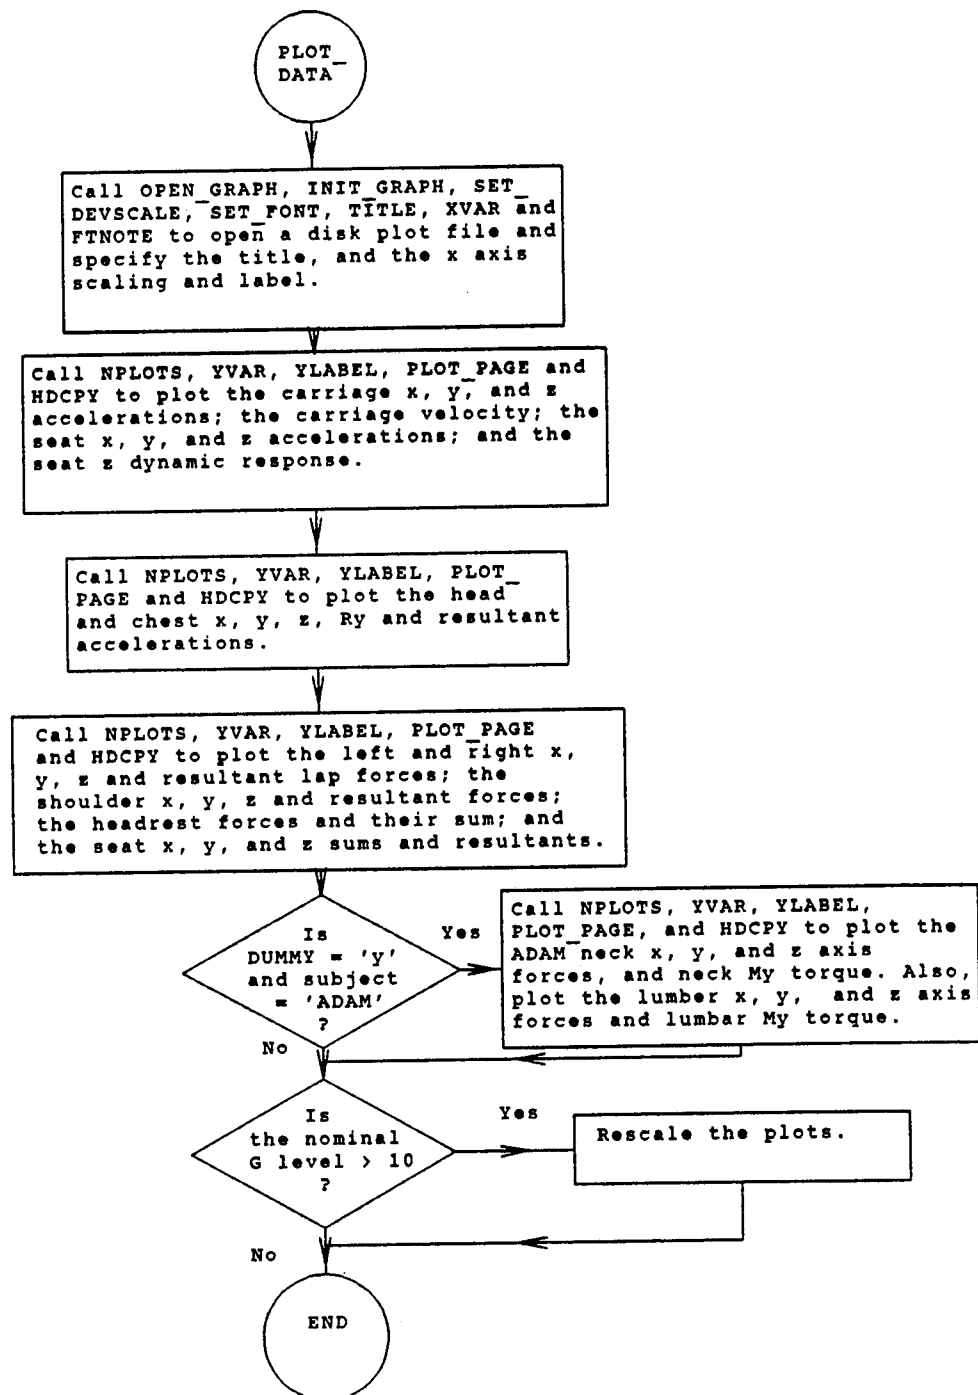 PLOT_
DATA
Call OPEN_GRAPH, INIT_GRAPH, SET_
DEVSCALE, SET_FONT, TITLE, XVAR and
FTNOTE to open a disk plot file and
specify the title, and the x axis
scaling and label.
Call NPLOTS, YVAR, YLABEL, PLOT_PAGE and
HDCPY to plot the carriage x, y, and z
accelerations; the carriage velocity; the
seat x, y, and z accelerations; and the
seat z dynamic response.
Call NPLOTS, YVAR, YLABEL, PLOT_
PAGE and HDCPY to plot the head
and chest x, y, z, Ry and resultant
accelerations.
Call NPLOTS, YVAR, YLABEL, PLOT_PAGE
and HDCPY to plot the left and right x,
y, z and resultant lap forces; the
shoulder x, y, z and resultant forces;
the headrest forces and their sum; and
the seat x, y, and z sums and resultants.
Is
DUMMY = 'y'
and subject
= 'ADAM'
?
Yes
Call NPLOTS, YVAR, YLABEL,
PLOT_PAGE, and HDCPY to plot the
ADAM neck x, y, and z axis
forces, and neck My torque. Also,
plot the lumber x, y, and z axis
forces and lumbar My torque.
No
Is
the nominal
G level > 10
?
Yes
Rescale the plots.
No
END